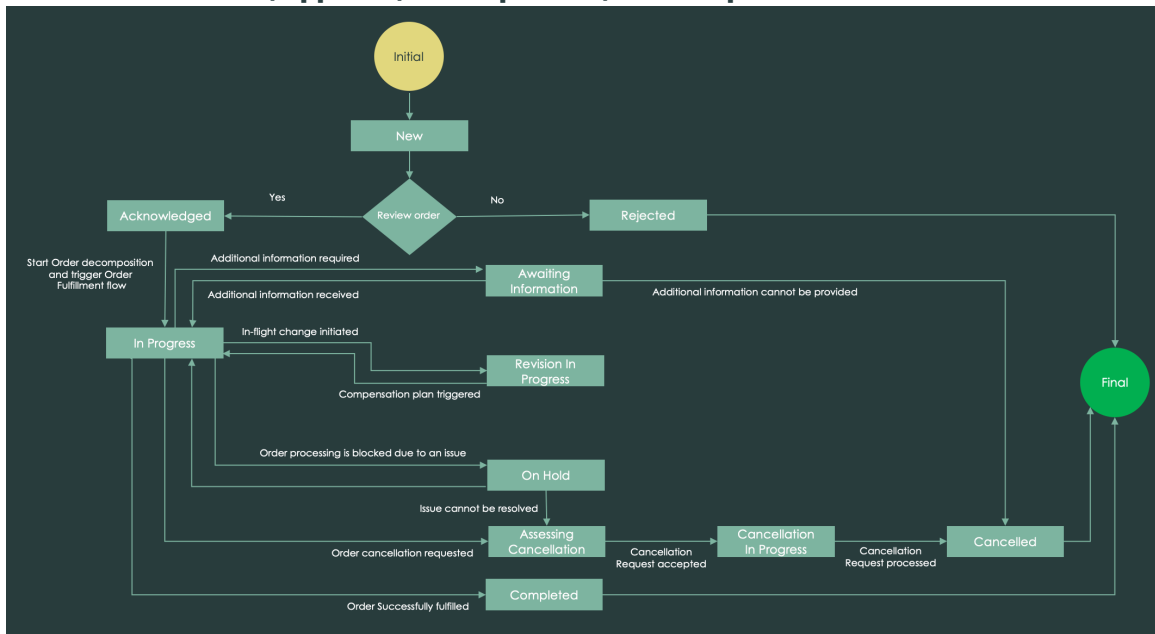 Initial
New
Yes
No
Acknowledged
Review order
Rejected
Start Order decomposition
and trigger Order
Fulfillment flow
Additional information required
Awaiting
Information
Additional information received
Additional information cannot be provided
In Progress
In-flight change initiated
Revision In
Progress
Compensation plan triggered
Final
Order processing is blocked due to an issue
On Hold
Issue cannot be resolved
Assessing
Cancellation
Cancellation
In Progress
Cancelled
Order cancellation requested
Cancellation
Request accepted
Cancellation
Request processed
Completed
Order Successfully fulfilled